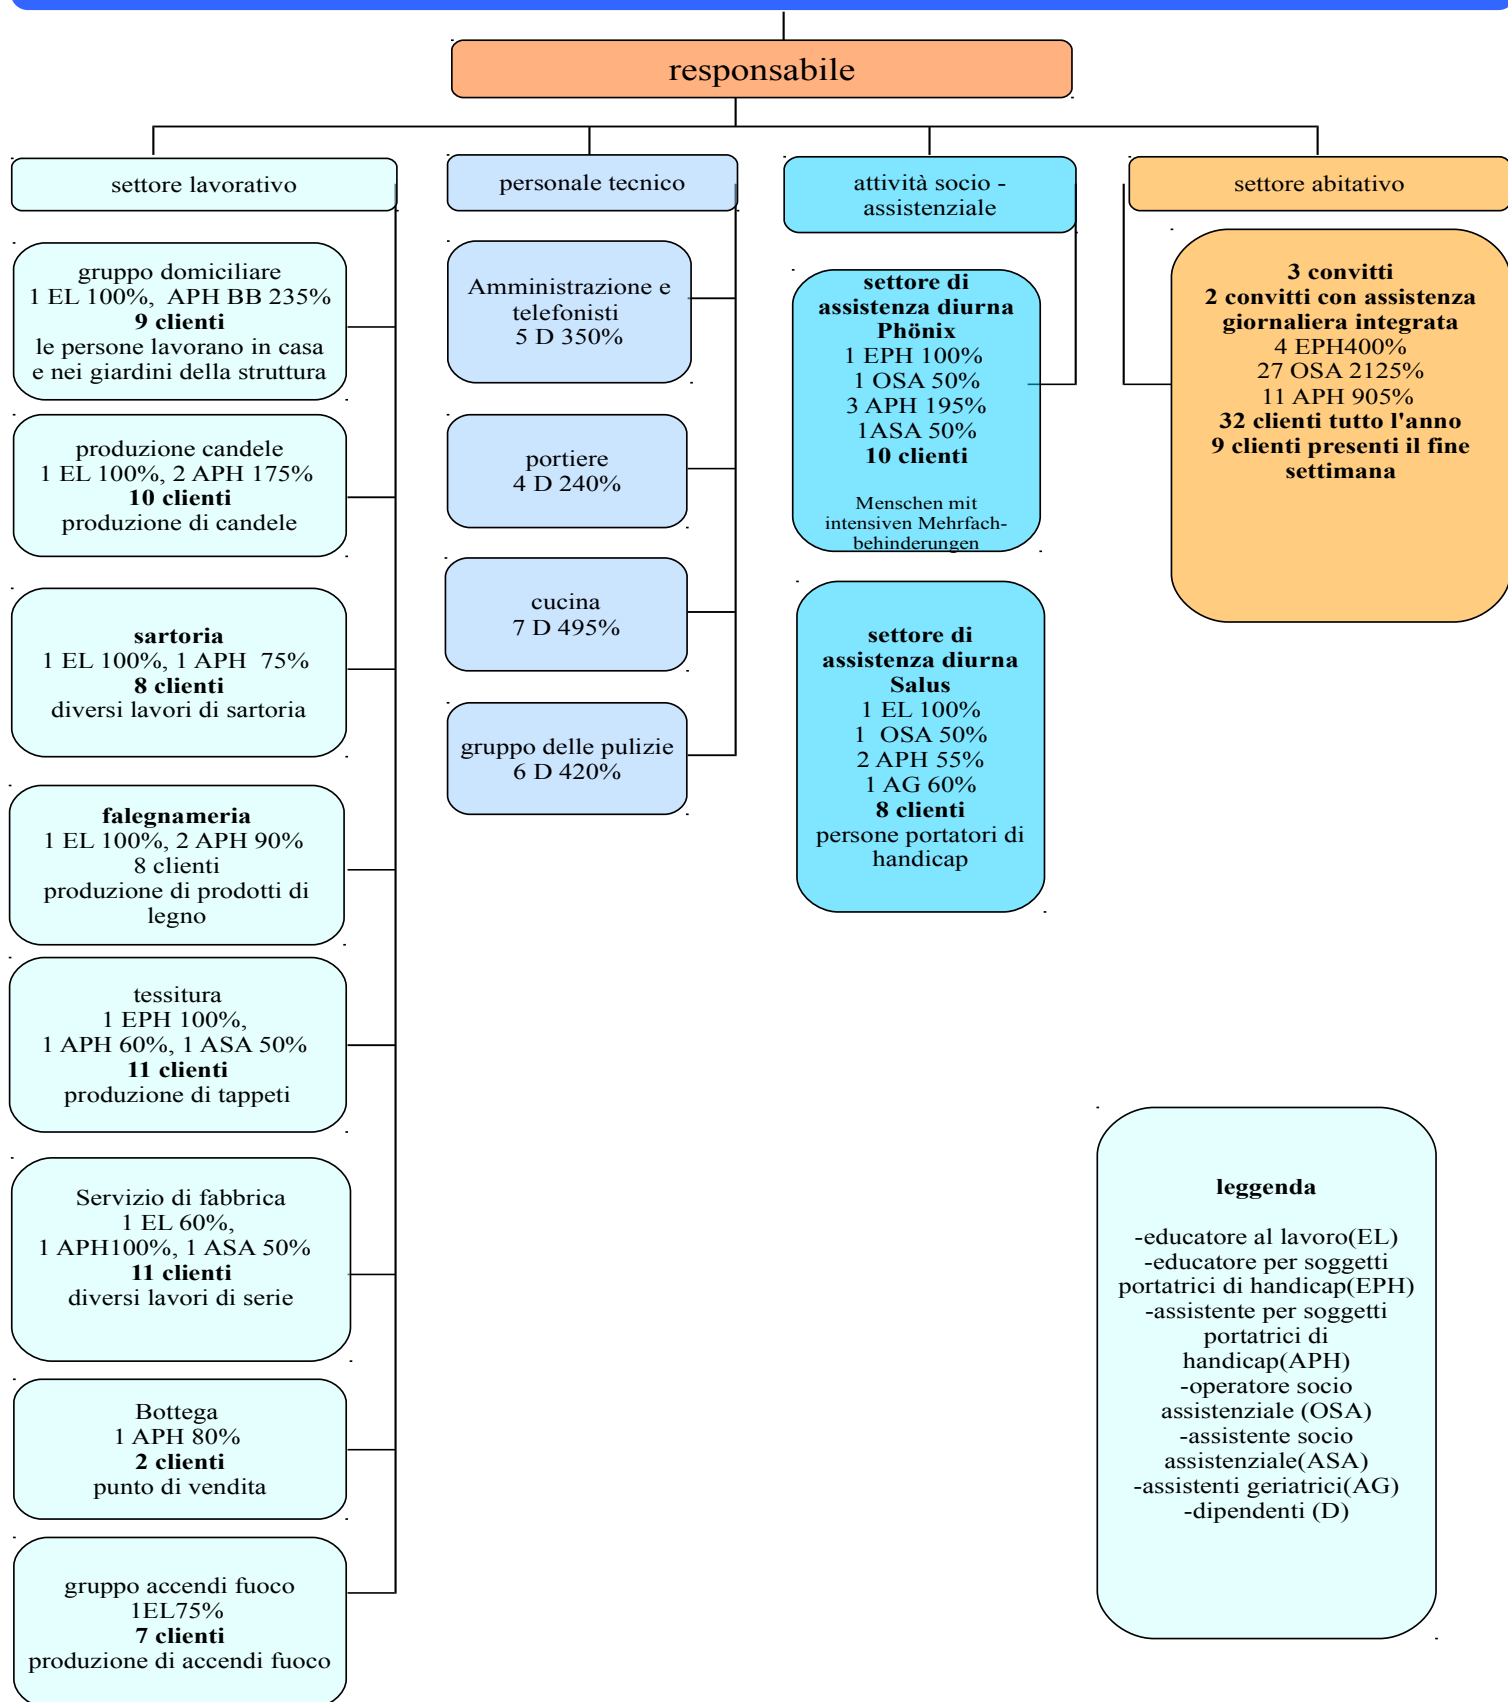 responsabile
settore lavorativo
personale tecnico
attività socio -
assistenziale
settore abitativo
gruppo domiciliare
1 EL 100%, APH BB 235%
9 clienti
le persone lavorano in casa
e nei giardini della struttura
produzione candele
1 EL 100%, 2 APH 175%
10 clienti
produzione di candele
sartoria
1 EL 100%, 1 APH 75%
8 clienti
diversi lavori di sartoria
falegnameria
1 EL 100%, 2 APH 90%
8 clienti
produzione di prodotti di
legno
tessitura
1 EPH 100%,
1 APH 60%, 1 ASA 50%
11 clienti
produzione di tappeti
Servizio di fabbrica
1 EL 60%,
1 APH100%, 1 ASA 50%
11 clienti
diversi lavori di serie
Bottega
1 APH 80%
2 clienti
punto di vendita
gruppo accendi fuoco
1EL75%
7 clienti
produzione di accendi fuoco
Amministrazione e
telefonisti
5 D 350%
portiere
4 D 240%
cucina
7 D 495%
gruppo delle pulizie
6 D 420%
settore di
assistenza diurna
Phönix
1 EPH 100%
1 OSA 50%
3 APH 195%
1ASA 50%
10 clienti
Menschen mit
intensiven Mehrfach-
behinderungen
settore di
assistenza diurna
Salus
1 EL 100%
1 OSA 50%
2 APH 55%
1 AG 60%
8 clienti
persone portatori di
handicap
3 convitti
2 convitti con assistenza
giornaliera integrata
4 EPH400%
27 OSA 2125%
11 APH 905%
32 clienti tutto l'anno
9 clienti presenti il fine
settimana
leggenda
-educatore al lavoro(EL)
-educatore per soggetti
portatrici di handicap(EPH)
-assistente per soggetti
portatrici di
handicap(APH)
-operatore socio
assistenziale (OSA)
-assistente socio
assistenziale(ASA)
-assistenti geriatrici(AG)
-dipendenti (D)